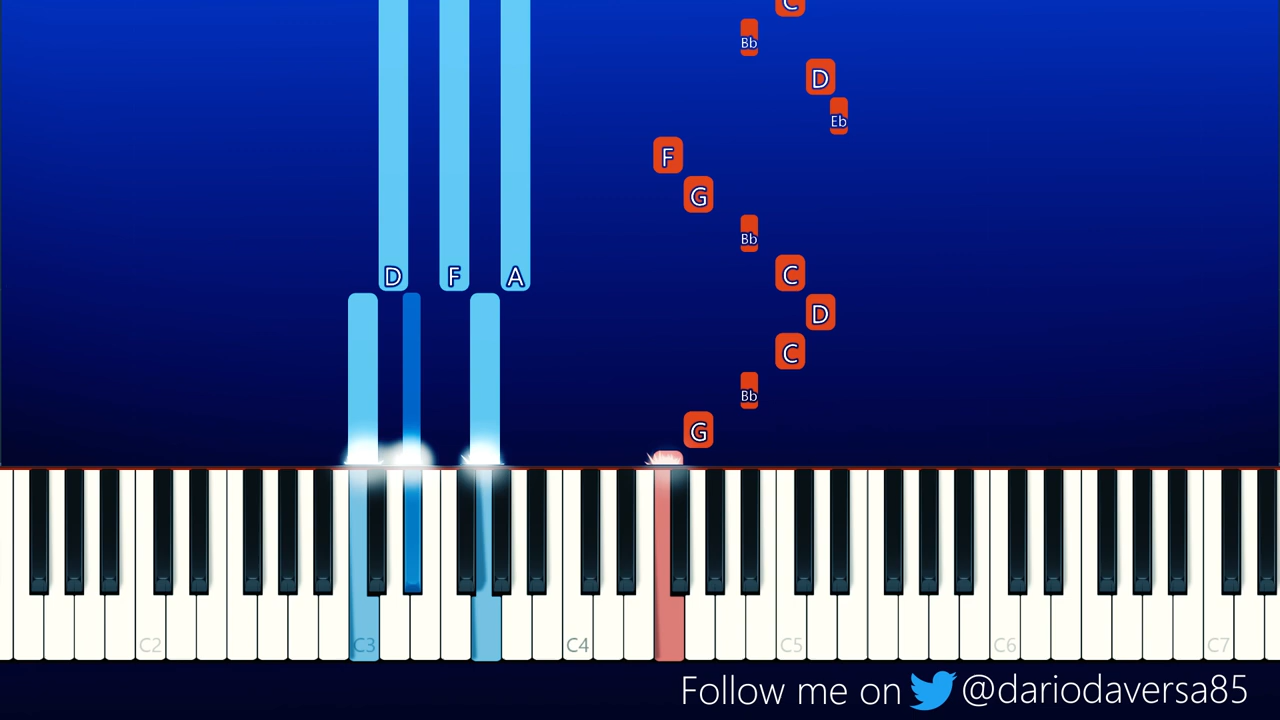 C
Bb
D
Eb
F
G
Bb
D F A C
D
C
Bb
G
C2 C3 C4 C5 C6 C7
Follow me on @dariodaversa85